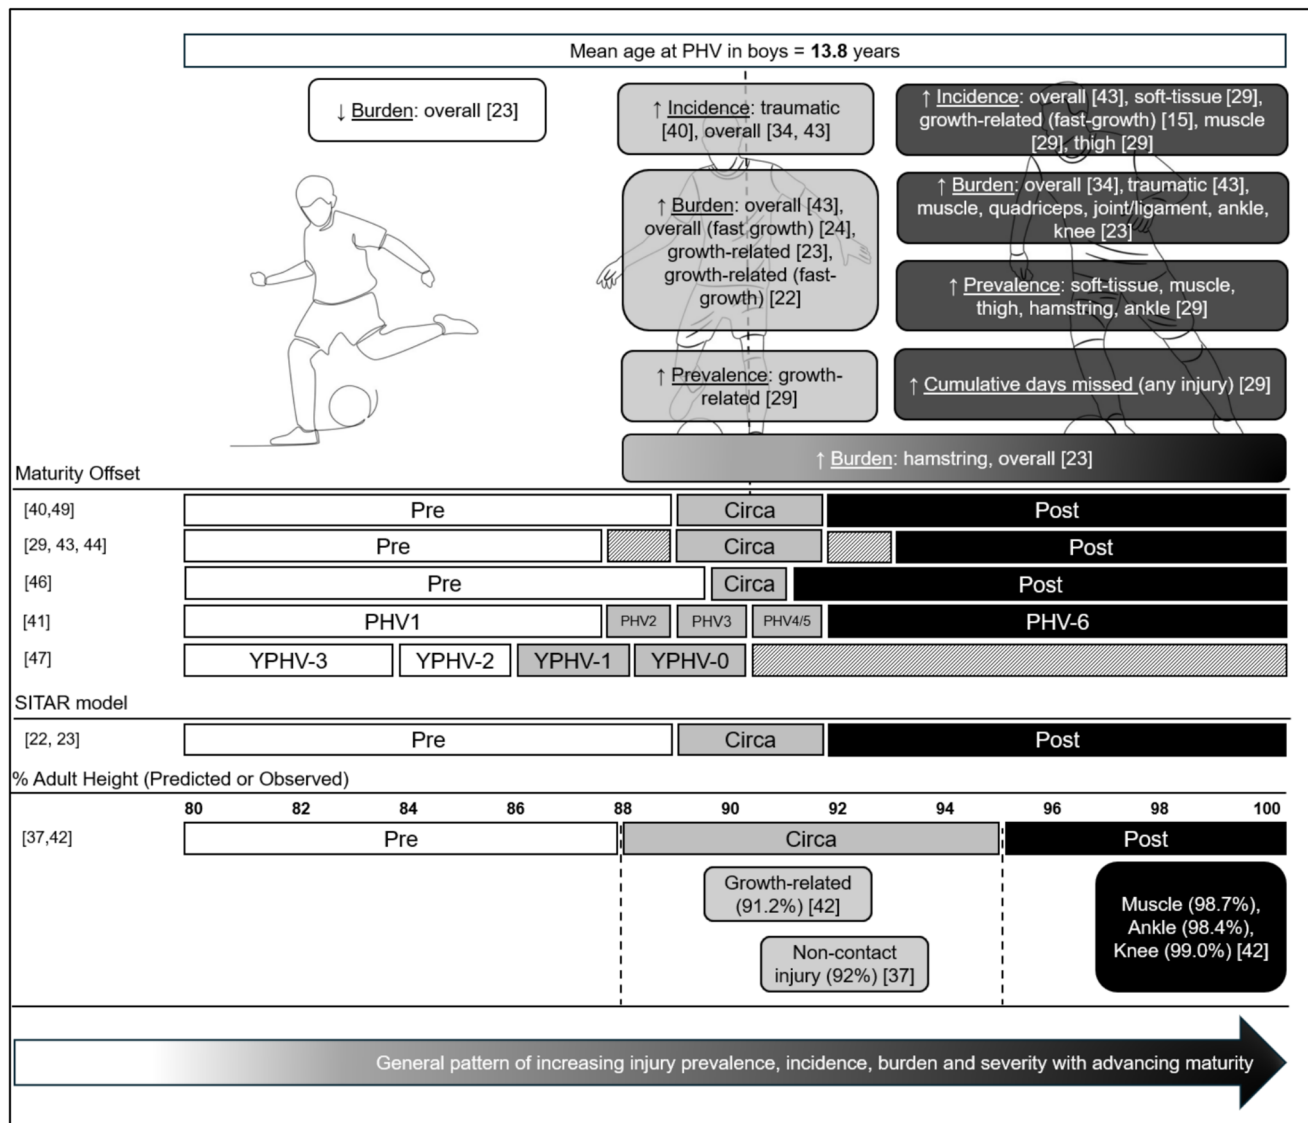 Mean age at PHV in boys = 13.8 years
↓ Burden: overall [23]
↑ Incidence: traumatic
[40], overall [34, 43]
↑ Burden: overall [43],
overall (fast growth) [24],
growth-related [23],
growth-related (fast-
growth) [22]
↑ Prevalence: growth-
related [29]
↑ Incidence: overall [43], soft-tissue [29],
growth-related (fast-growth) [15], muscle
[29], thigh [29]
↑ Burden: overall [34], traumatic [43],
muscle, quadriceps, joint/ligament, ankle,
knee [23]
↑ Prevalence: soft-tissue, muscle,
thigh, hamstring, ankle [29]
↑ Cumulative days missed (any injury) [29]
↑ Burden: hamstring, overall [23]
Maturity Offset
[40,49] Pre Circa Post
[29, 43, 44] Pre Circa Post
[46] Pre Circa Post
[41] PHV1 PHV2 PHV3 PHV4/5 PHV-6
[47] YPHV-3 YPHV-2 YPHV-1 YPHV-0
SITAR model
[22, 23] Pre Circa Post
% Adult Height (Predicted or Observed)
80 82 84 86 88 90 92 94 96 98 100
[37,42] Pre Circa Post
Growth-related
(91.2%) [42]
Non-contact
injury (92%) [37]
Muscle (98.7%),
Ankle (98.4%),
Knee (99.0%) [42]
General pattern of increasing injury prevalence, incidence, burden and severity with advancing maturity